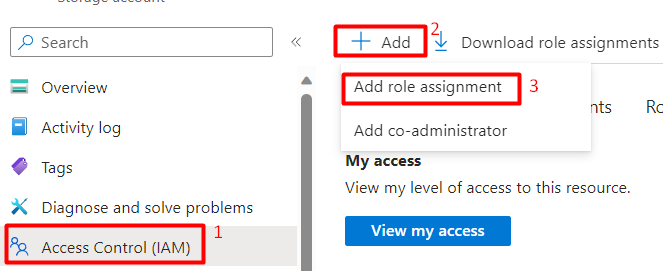 Storage account
Search
+ Add 2
Download role assignments
Add role assignment 3
Add co-administrator
nts
Ro
Overview
Activity log
Tags
Diagnose and solve problems
Access Control (IAM) 1
My access
View my level of access to this resource.
View my access